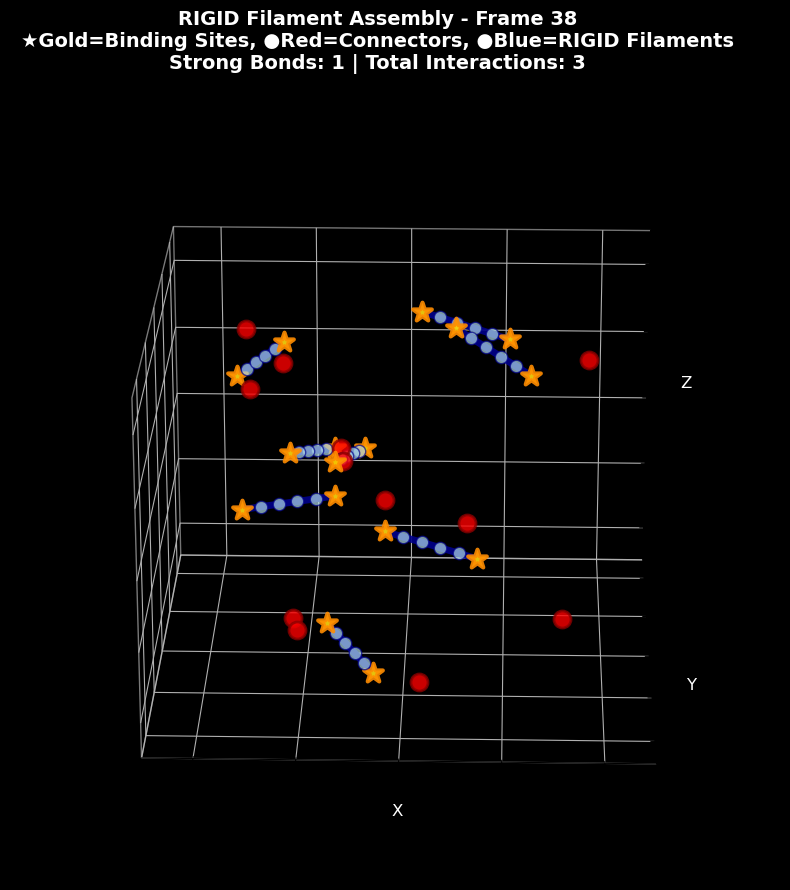 RIGID Filament Assembly - Frame 38
★Gold=Binding Sites, ●Red=Connectors, ●Blue=RIGID Filaments
Strong Bonds: 1 | Total Interactions: 3
Z
Y
X